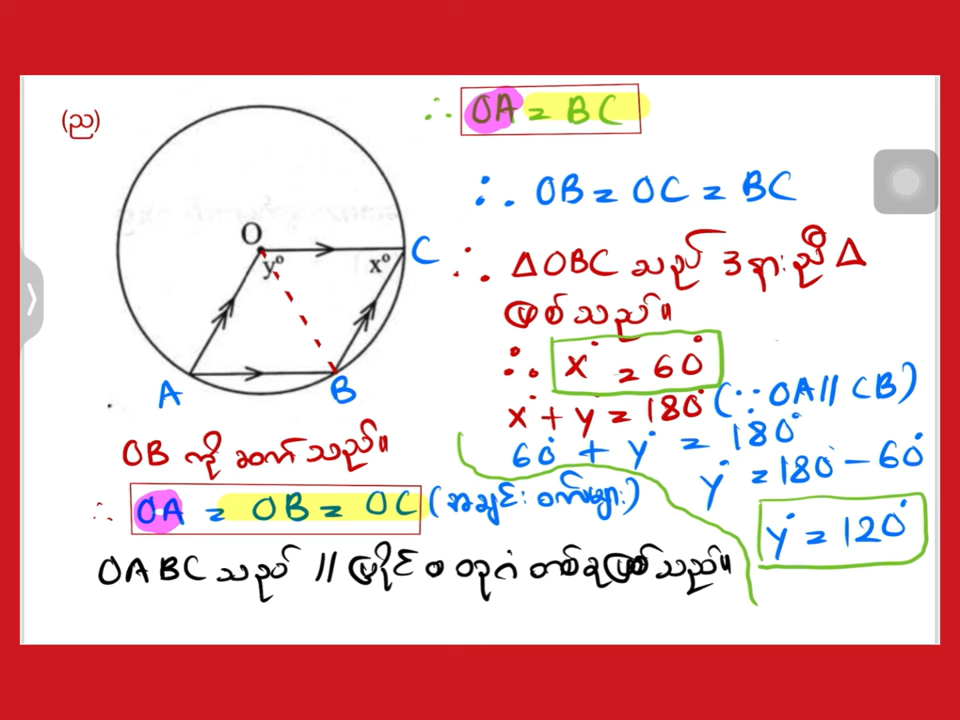 (ည)
O
yº
xº
C
A
B
OB ကို ဆက်သည်။
∴ OA = OB = OC (အချင်းဝက်များ)
OABC သည် // မြှိုင် စတုဂံ တစ်ခုဖြစ်သည်။
∴ OA = BC
∴ OB = OC = BC
∴ ΔOBC သည် 3 နားညီ Δ
ဖြစ်သည်။
∴ x° = 60°
x° + y° = 180° (∵ OA // CB)
60° + y° = 180°
y° = 180° − 60°
y° = 120°